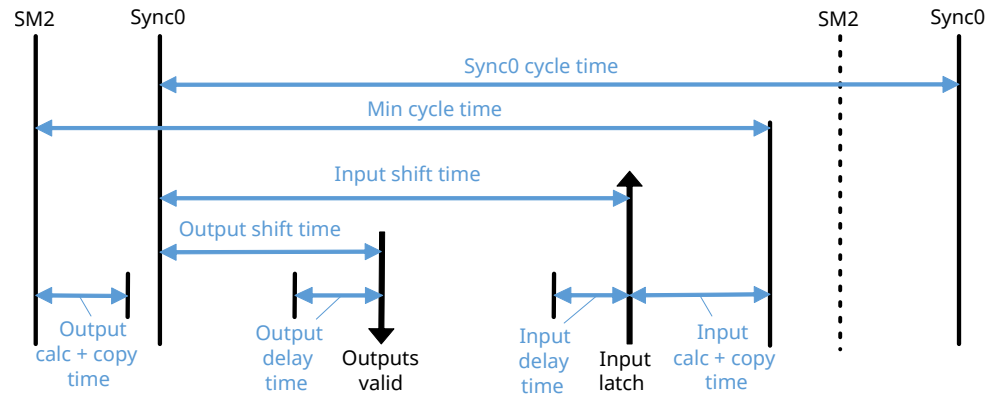 SM2
Sync0
SM2
Sync0
Sync0 cycle time
Min cycle time
Input shift time
Output shift time
Output
calc + copy
time
Output
delay
time
Outputs
valid
Input
delay
time
Input
latch
Input
calc + copy
time